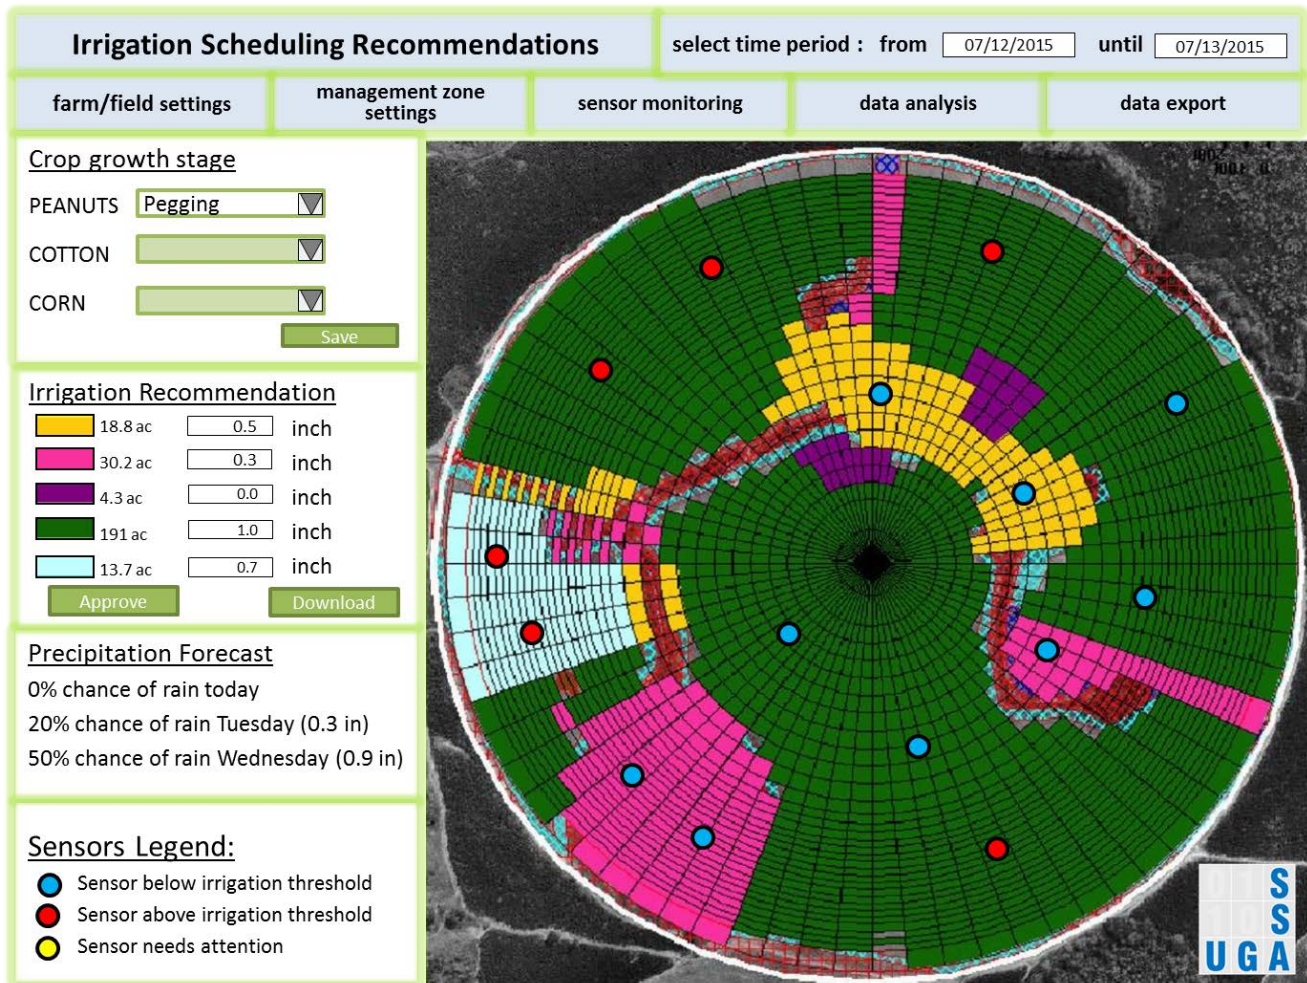 Irrigation Scheduling Recommendations
select time period : from 07/12/2015 until 07/13/2015
farm/field settings
management zone
settings
sensor monitoring
data analysis
data export
Crop growth stage
PEANUTS Pegging
COTTON
CORN
Save
Irrigation Recommendation
18.8 ac 0.5 inch
30.2 ac 0.3 inch
4.3 ac 0.0 inch
191 ac 1.0 inch
13.7 ac 0.7 inch
Approve Download
Precipitation Forecast
0% chance of rain today
20% chance of rain Tuesday (0.3 in)
50% chance of rain Wednesday (0.9 in)
Sensors Legend:
Sensor below irrigation threshold
Sensor above irrigation threshold
Sensor needs attention
S
S
UGA